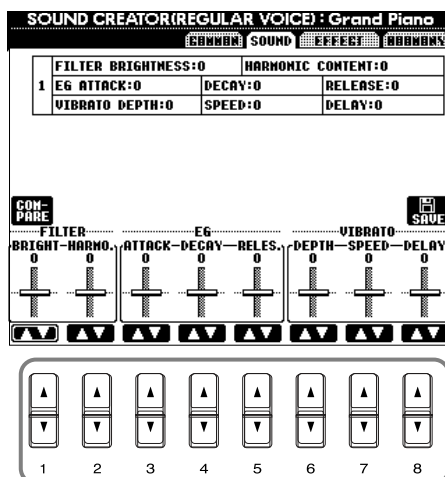 SOUND CREATOR(REGULAR VOICE) : Grand Piano
COMMON SOUND EFFECT HARMONY
FILTER BRIGHTNESS:0 HARMONIC CONTENT:0
1 EG ATTACK:0 DECAY:0 RELEASE:0
VIBRATO DEPTH:0 SPEED:0 DELAY:0
COM-
PARE
SAVE
FILTER EG VIBRATO
BRIGHT-HARMO. ATTACK-DECAY-RELES. DEPTH-SPEED-DELAY
0 0 0 0 0 0 0 0
1 2 3 4 5 6 7 8